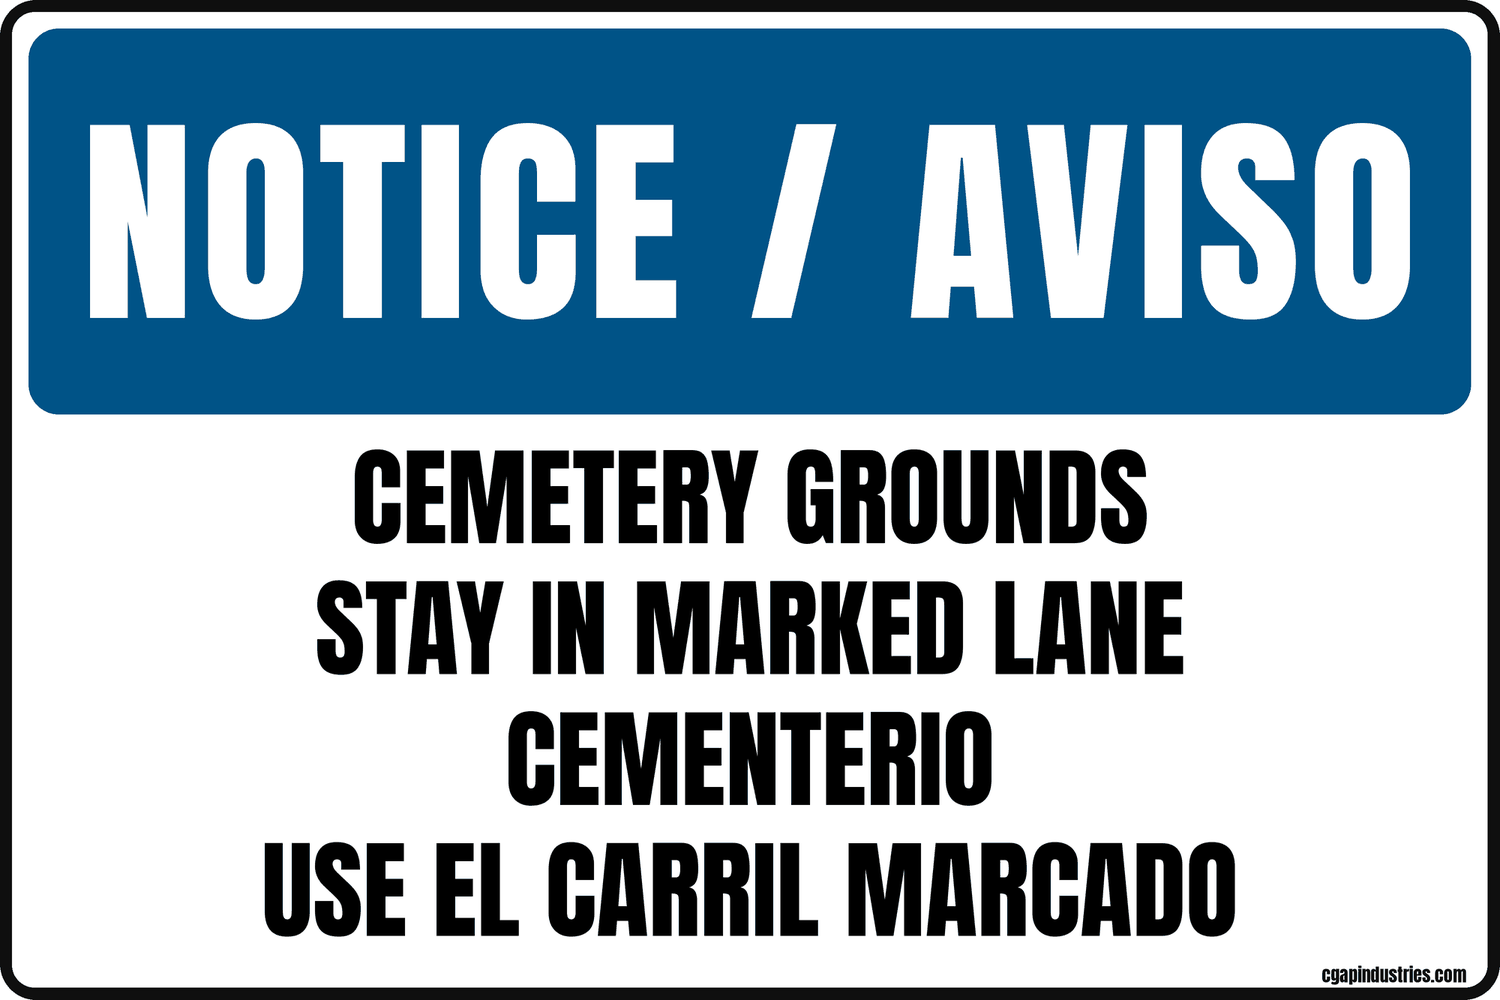 NOTICE / AVISO
CEMETERY GROUNDS
STAY IN MARKED LANE
CEMENTERIO
USE EL CARRIL MARCADO
cgapindustries.com